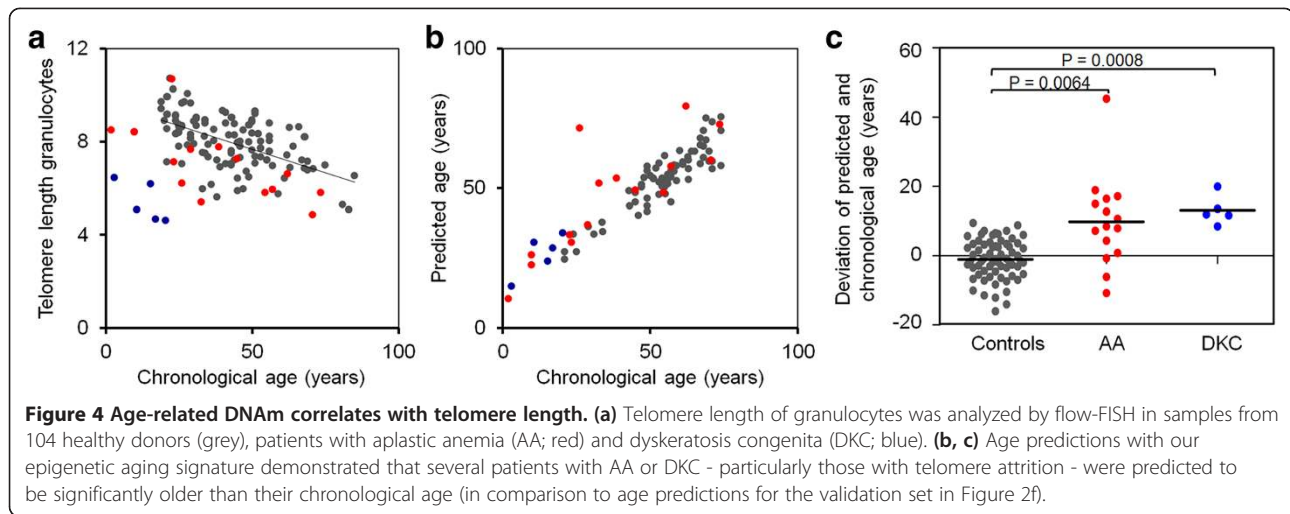 a
Telomere length granulocytes
12
8
4
0
0
50
100
Chronological age (years)
b
Predicted age (years)
100
50
0
0
50
100
Chronological age (years)
c
Deviation of predicted and
chronological age (years)
60
40
20
0
-20
P = 0.0008
P = 0.0064
Controls
AA
DKC
Figure 4 Age-related DNAm correlates with telomere length. (a) Telomere length of granulocytes was analyzed by flow-FISH in samples from
104 healthy donors (grey), patients with aplastic anemia (AA; red) and dyskeratosis congenita (DKC; blue). (b, c) Age predictions with our
epigenetic aging signature demonstrated that several patients with AA or DKC - particularly those with telomere attrition - were predicted to
be significantly older than their chronological age (in comparison to age predictions for the validation set in Figure 2f).